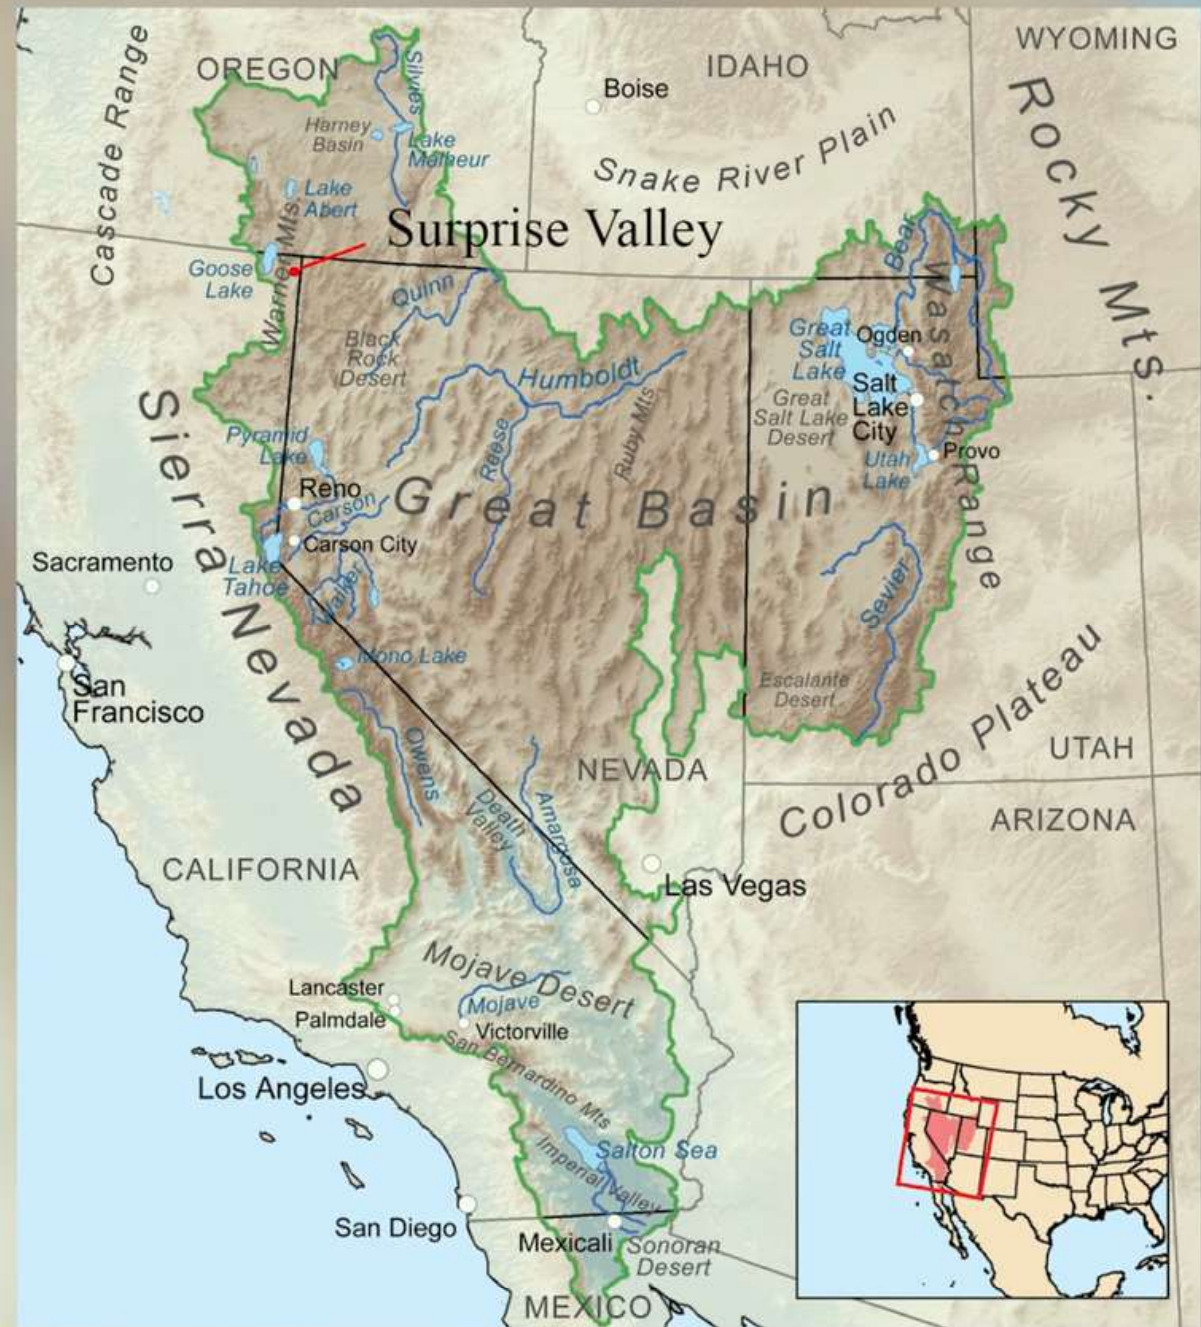 WYOMING
OREGON
IDAHO
Cascade Range
Silvies
Boise
Rocky Mts.
Harney
Basin
Lake
Malheur
Snake River Plain
Lake
Abert
Surprise Valley
Bear
Goose
Lake
Warner Mts.
Quinn
Wasatch Range
Black
Rock
Desert
Great
Salt
Lake
Ogden
Humboldt
Salt
Lake
City
Great
Salt Lake
Desert
Ruby Mts
Sierra Nevada
Pyramid
Lake
Reese
Provo
Utah
Lake
Reno
Great Basin
Carson
Carson City
Sacramento
Lake
Tahoe
Walker
Sevier
Mono Lake
San
Francisco
Escalante
Desert
Colorado Plateau
Owens
NEVADA
UTAH
Death
Valley
Amargosa
ARIZONA
CALIFORNIA
Las Vegas
Mojave Desert
Lancaster
Mojave
Palmdale
Victorville
San Bernardino Mts
Los Angeles
Salton Sea
Imperial Valley
San Diego
Mexicali
Sonoran
Desert
MEXICO